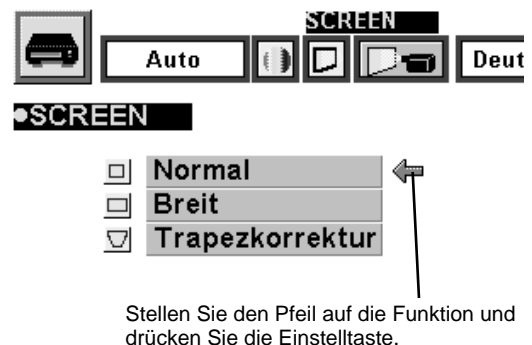 SCREEN
Auto
Deut
●SCREEN
Normal
Breit
Trapezkorrektur
Stellen Sie den Pfeil auf die Funktion und
drücken Sie die Einstelltaste.